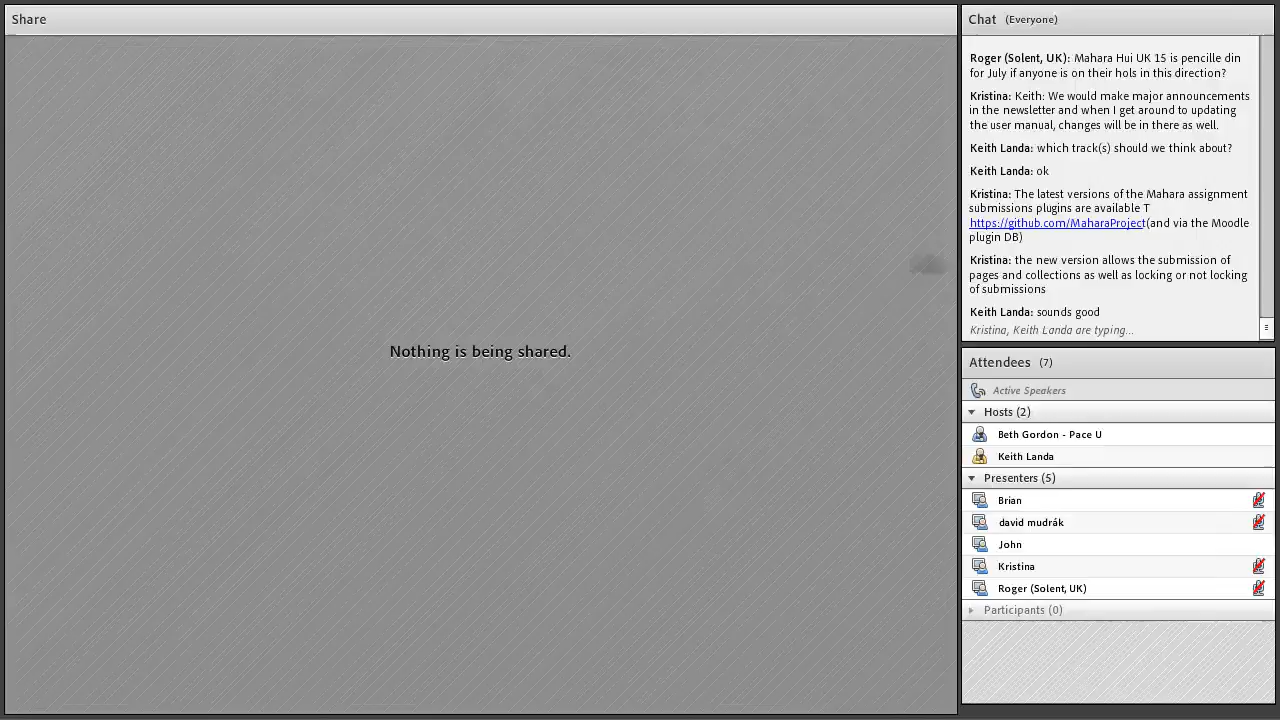 Share
Nothing is being shared.
Chat (Everyone)
Roger (Solent, UK): Mahara Hui UK 15 is pencille din
for July if anyone is on their hols in this direction?
Kristina: Keith: We would make major announcements
in the newsletter and when I get around to updating
the user manual, changes will be in there as well.
Keith Landa: which track(s) should we think about?
Keith Landa: ok
Kristina: The latest versions of the Mahara assignment
submissions plugins are available T
https://github.com/MaharaProject(and via the Moodle
plugin DB)
Kristina: the new version allows the submission of
pages and collections as well as locking or not locking
of submissions
Keith Landa: sounds good
Kristina, Keith Landa are typing...
Attendees (7)
Active Speakers
Hosts (2)
Beth Gordon - Pace U
Keith Landa
Presenters (5)
Brian
david mudrák
John
Kristina
Roger (Solent, UK)
Participants (0)